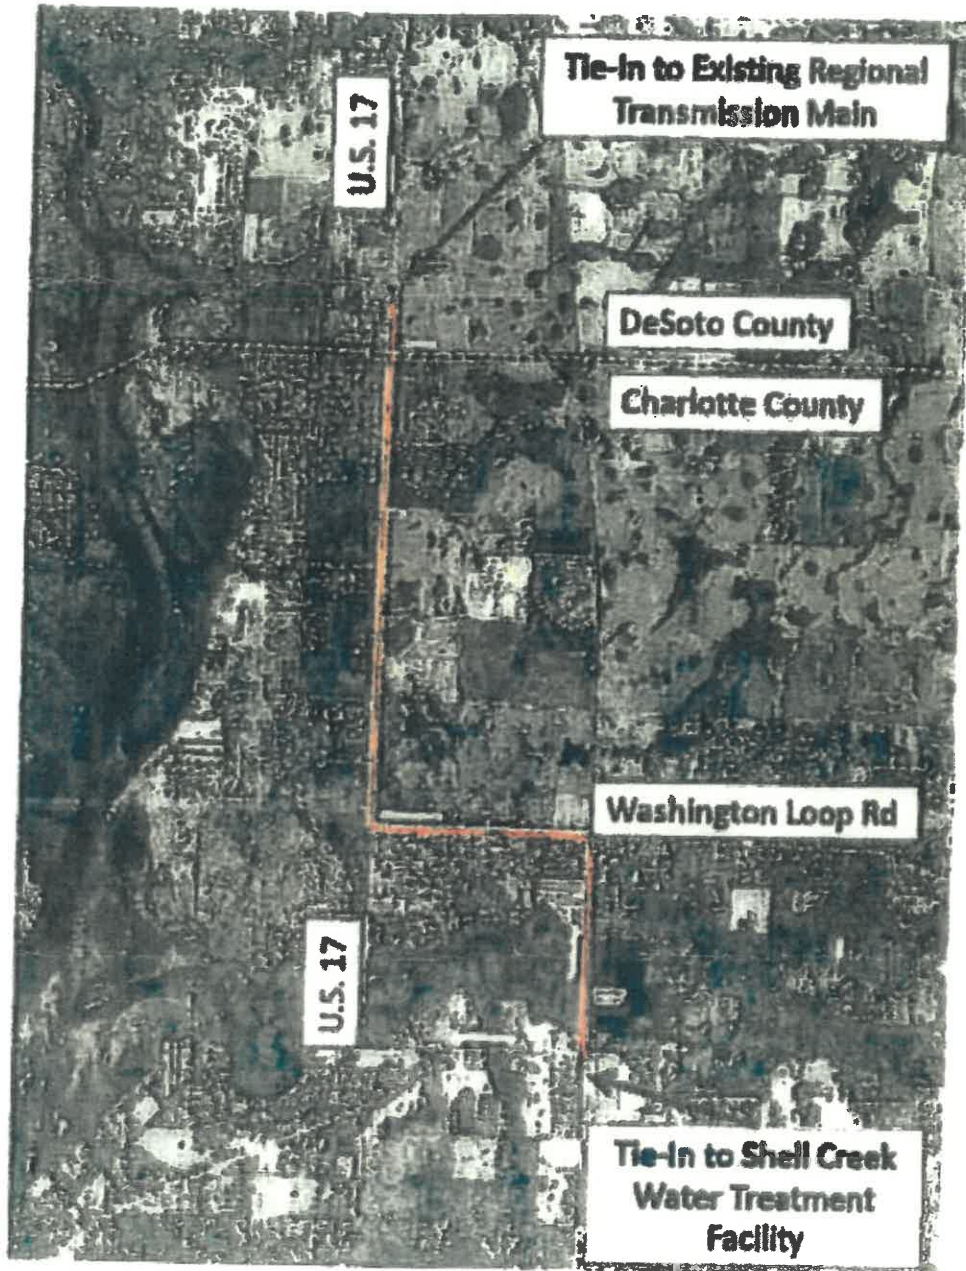 Tie-In to Existing Regional
Transmission Main
U.S. 17
DeSoto County
Charlotte County
Washington Loop Rd
U.S. 17
Tie-In to Shell Creek
Water Treatment
Facility